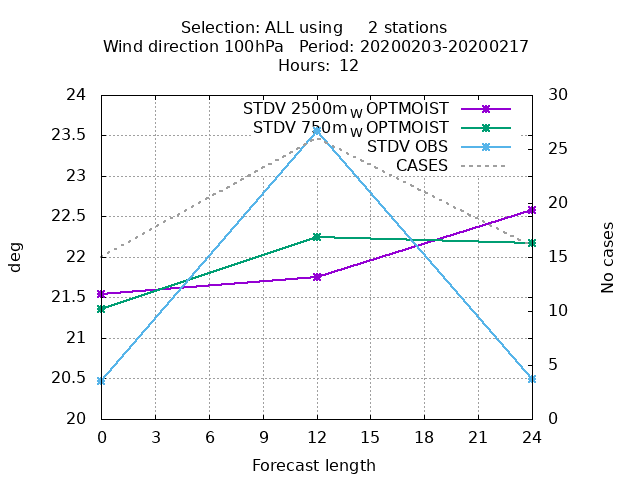 Selection: ALL using 2 stations
Wind direction 100hPa Period: 20200203-20200217
Hours: 12
STDV 2500m_W OPTMOIST
STDV 750m_W OPTMOIST
STDV OBS
CASES
24
23.5
23
22.5
22
21.5
21
20.5
20
30
25
20
15
10
5
0
deg
No cases
0 3 6 9 12 15 18 21 24
Forecast length